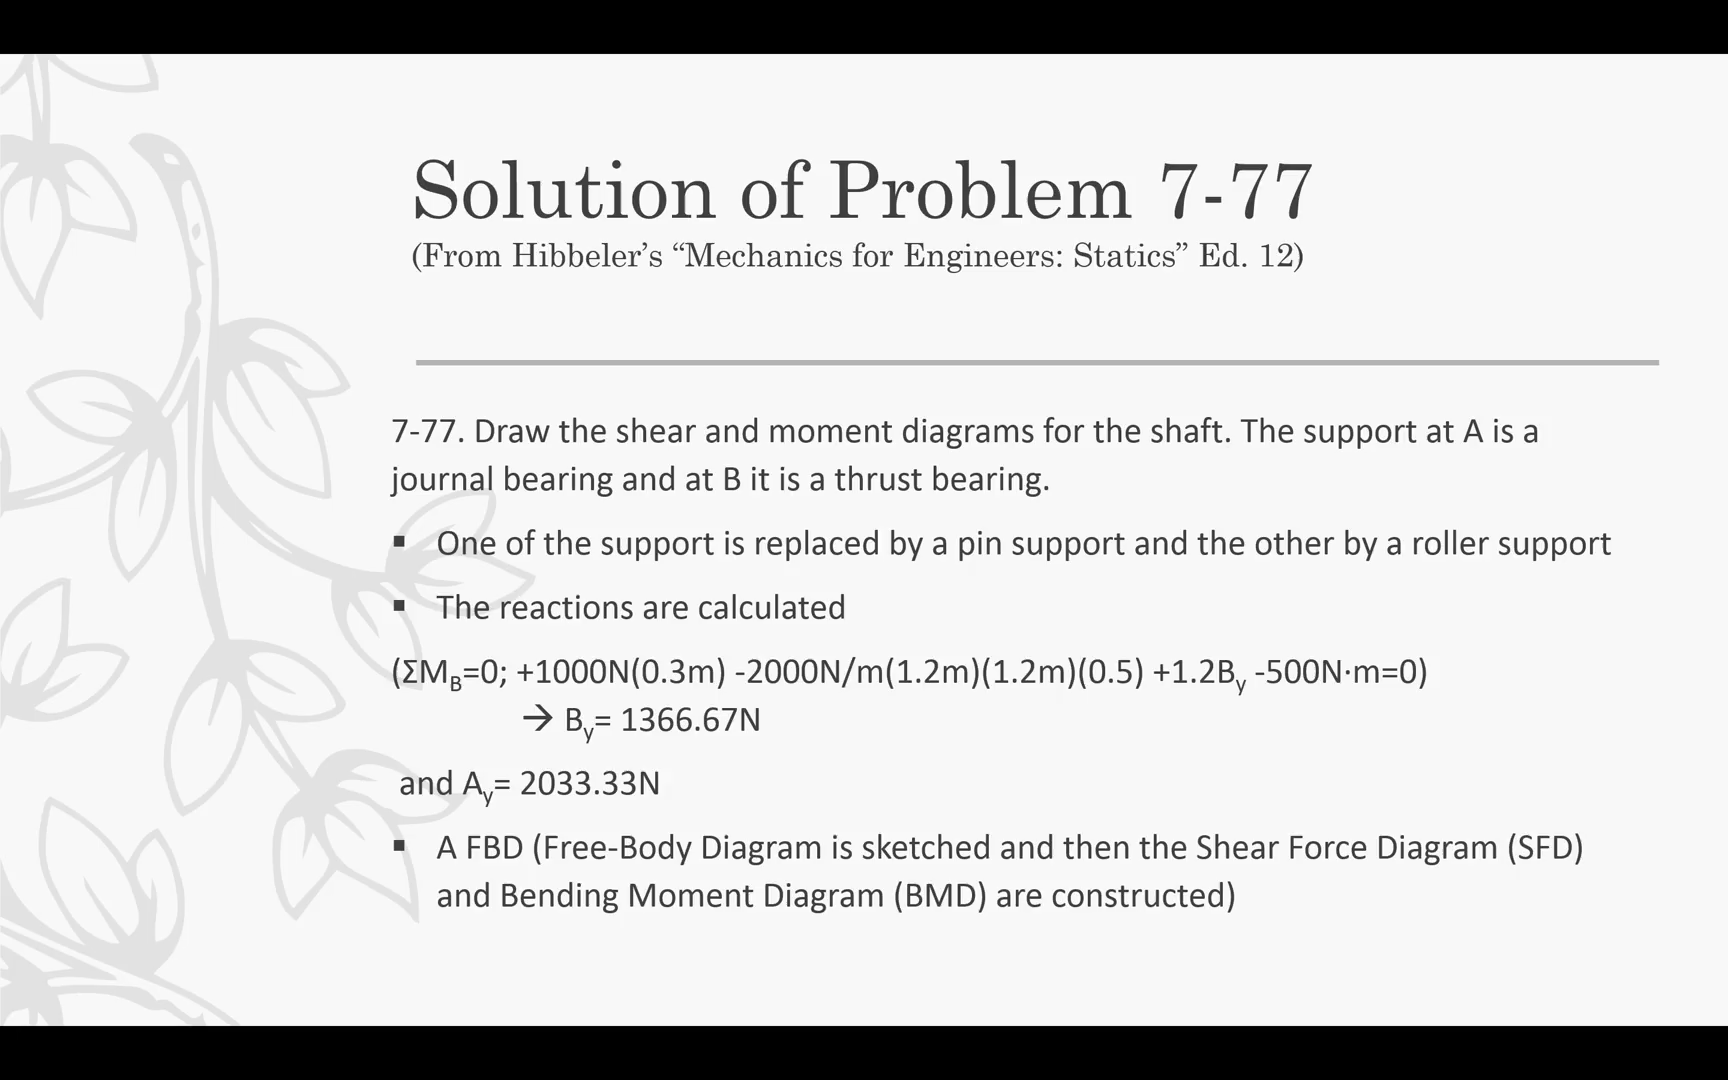 Solution of Problem 7-77
(From Hibbeler’s “Mechanics for Engineers: Statics” Ed. 12)
7-77. Draw the shear and moment diagrams for the shaft. The support at A is a
journal bearing and at B it is a thrust bearing.
▪ One of the support is replaced by a pin support and the other by a roller support
▪ The reactions are calculated
(ΣM_B=0; +1000N(0.3m) -2000N/m(1.2m)(1.2m)(0.5) +1.2B_y -500N·m=0)
→ B_y= 1366.67N
and A_y= 2033.33N
▪ A FBD (Free-Body Diagram is sketched and then the Shear Force Diagram (SFD)
and Bending Moment Diagram (BMD) are constructed)